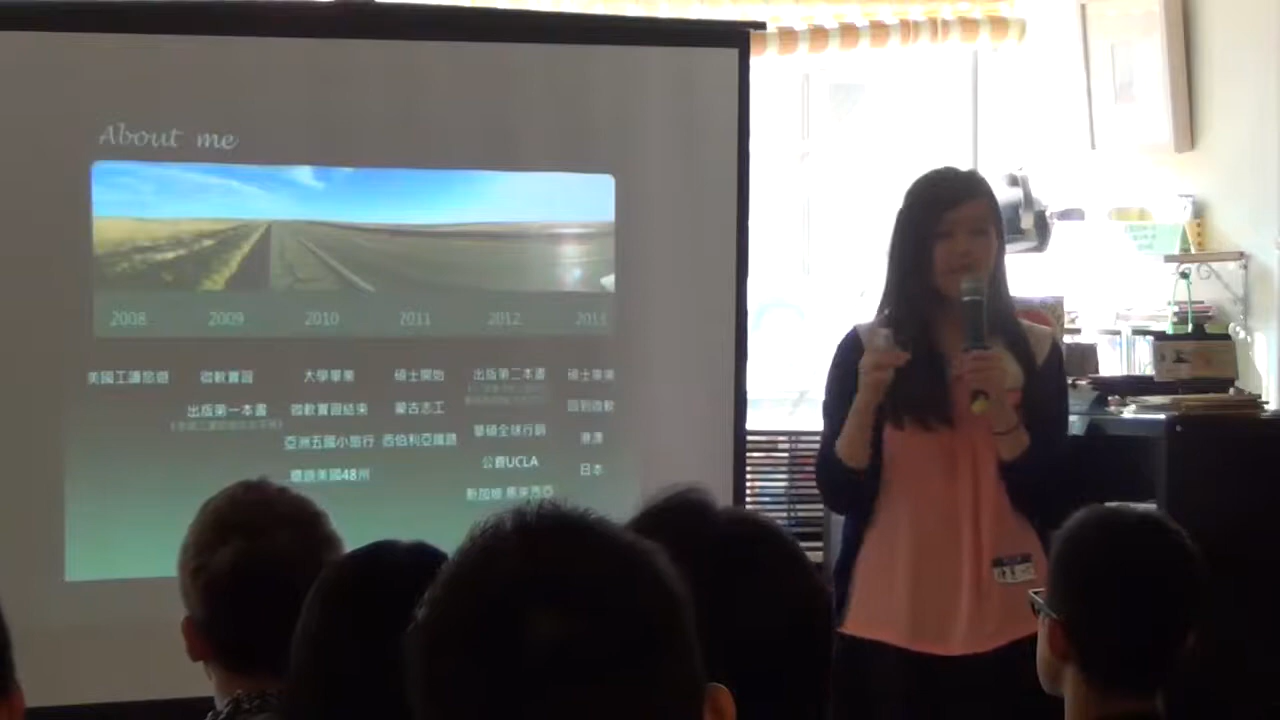 About me
2008 2009 2010 2011 2012 2013
美國工讀旅遊 微軟實習 大學畢業 碩士開始 出版第二本書 碩士畢業
出版第一本書 微軟實習結束 蒙古志工 回到微軟
亞洲五國小旅行 西伯利亞鐵路 華碩全球行銷 港澳
環遊美國48州 公費UCLA 日本
新加坡 馬來西亞